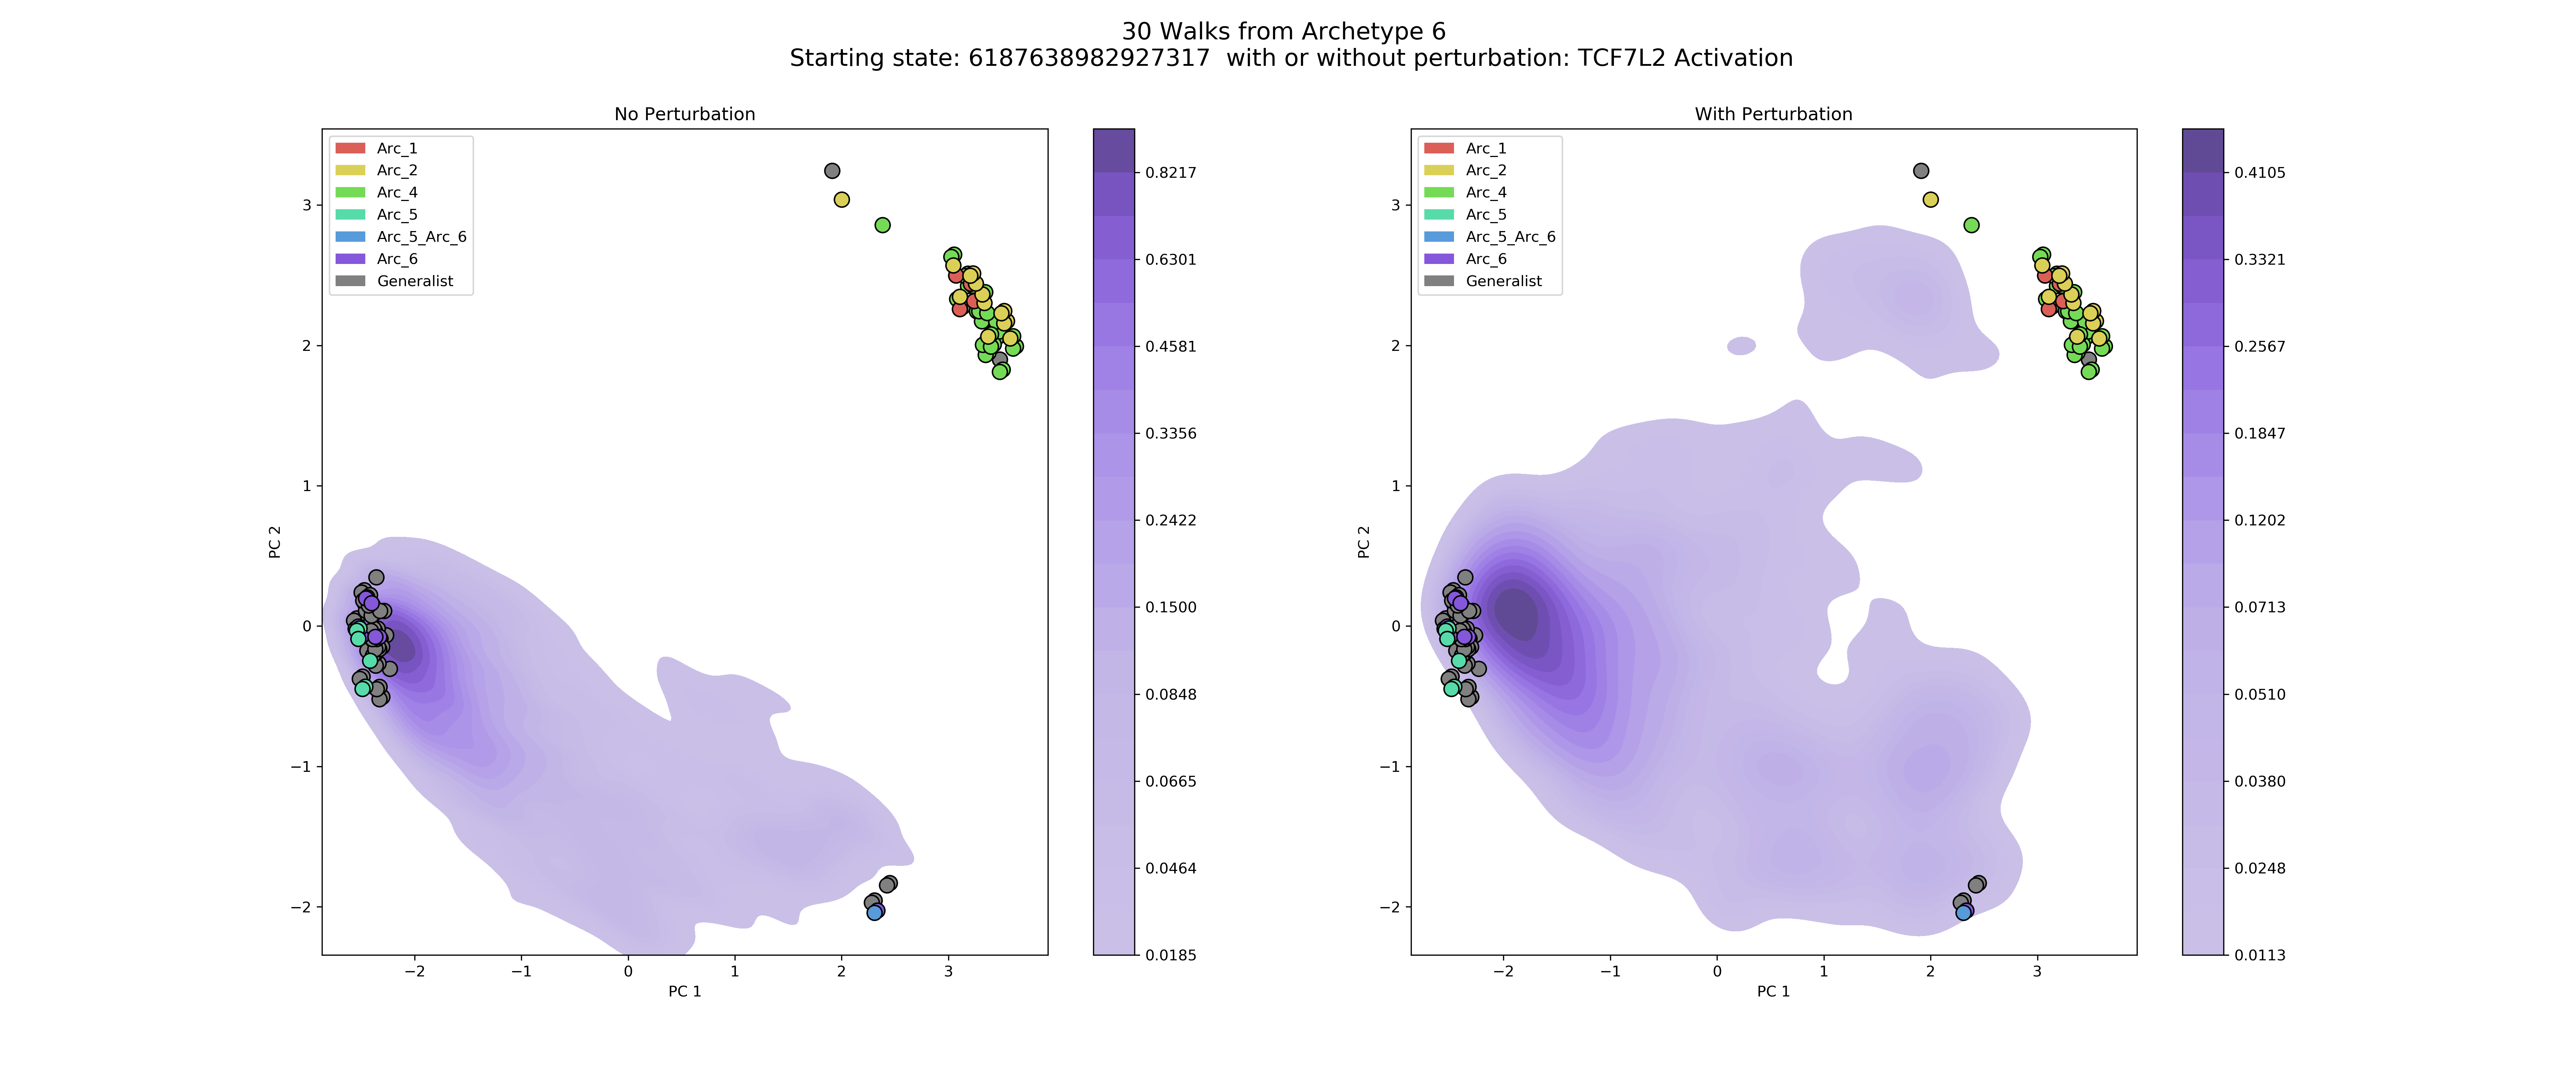 30 Walks from Archetype 6
Starting state: 6187638982927317  with or without perturbation: TCF7L2 Activation
No Perturbation
Arc_1
Arc_2
Arc_4
Arc_5
Arc_5_Arc_6
Arc_6
Generalist
3
2
1
0
−1
−2
PC 2
−2
−1
0
1
2
3
PC 1
0.8217
0.6301
0.4581
0.3356
0.2422
0.1500
0.0848
0.0665
0.0464
0.0185
With Perturbation
Arc_1
Arc_2
Arc_4
Arc_5
Arc_5_Arc_6
Arc_6
Generalist
3
2
1
0
−1
−2
PC 2
−2
−1
0
1
2
3
PC 1
0.4105
0.3321
0.2567
0.1847
0.1202
0.0713
0.0510
0.0380
0.0248
0.0113